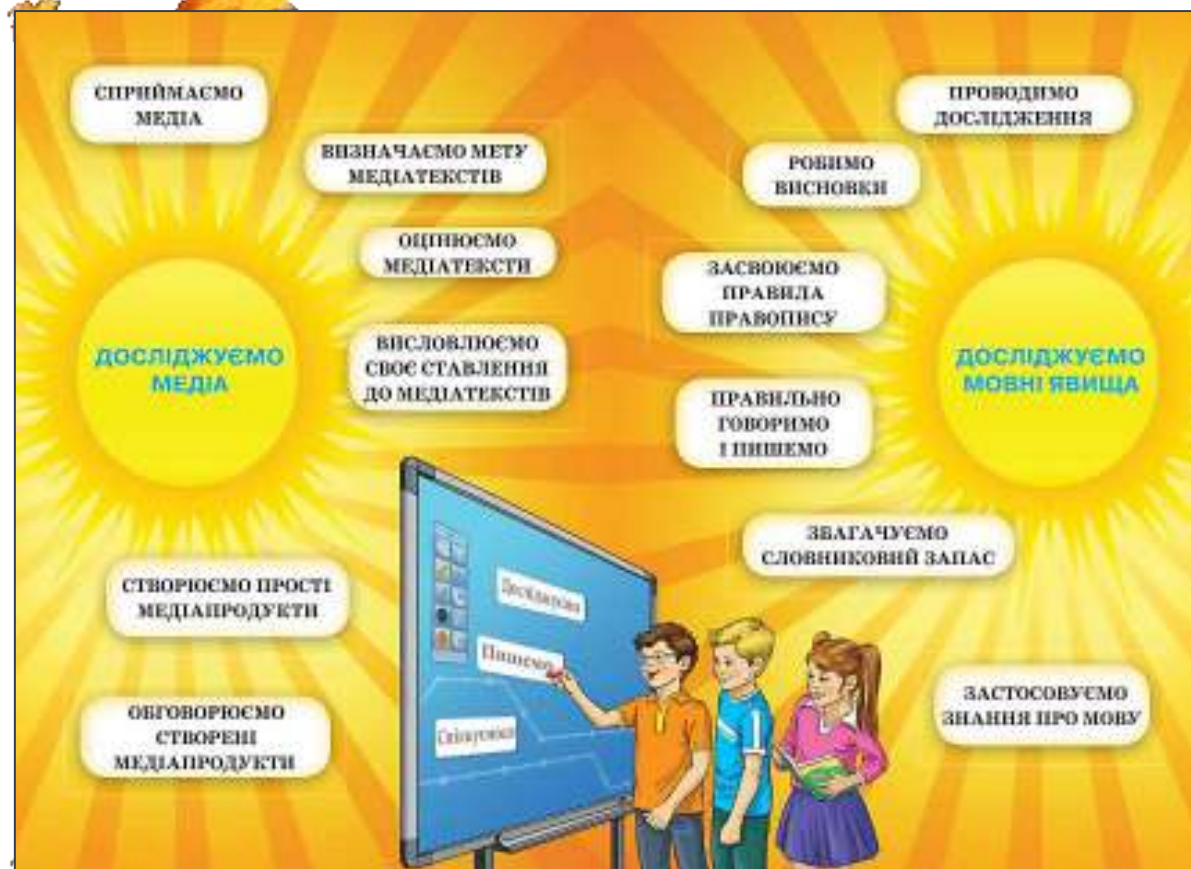 СПРИЙМАЄМО
МЕДІА
ВИЗНАЧАЄМО МЕТУ
МЕДІАТЕКСТІВ
ОЦІНЮЄМО
МЕДІАТЕКСТИ
ДОСЛІДЖУЄМО
МЕДІА
ВИСЛОВЛЮЄМО
СВОЄ СТАВЛЕННЯ
ДО МЕДІАТЕКСТІВ
СТВОРЮЄМО ПРОСТІ
МЕДІАПРОДУКТИ
ОБГОВОРЮЄМО
СТВОРЕНІ
МЕДІАПРОДУКТИ
ПРОВОДИМО
ДОСЛІДЖЕННЯ
РОБИМО
ВИСНОВКИ
ЗАСВОЮЄМО
ПРАВИЛА
ПРАВОПИСУ
ДОСЛІДЖУЄМО
МОВНІ ЯВИЩА
ПРАВИЛЬНО
ГОВОРИМО
І ПИШЕМО
ЗБАГАЧУЄМО
СЛОВНИКОВИЙ ЗАПАС
ЗАСТОСОВУЄМО
ЗНАННЯ ПРО МОВУ
Досліджуємо
Пишемо